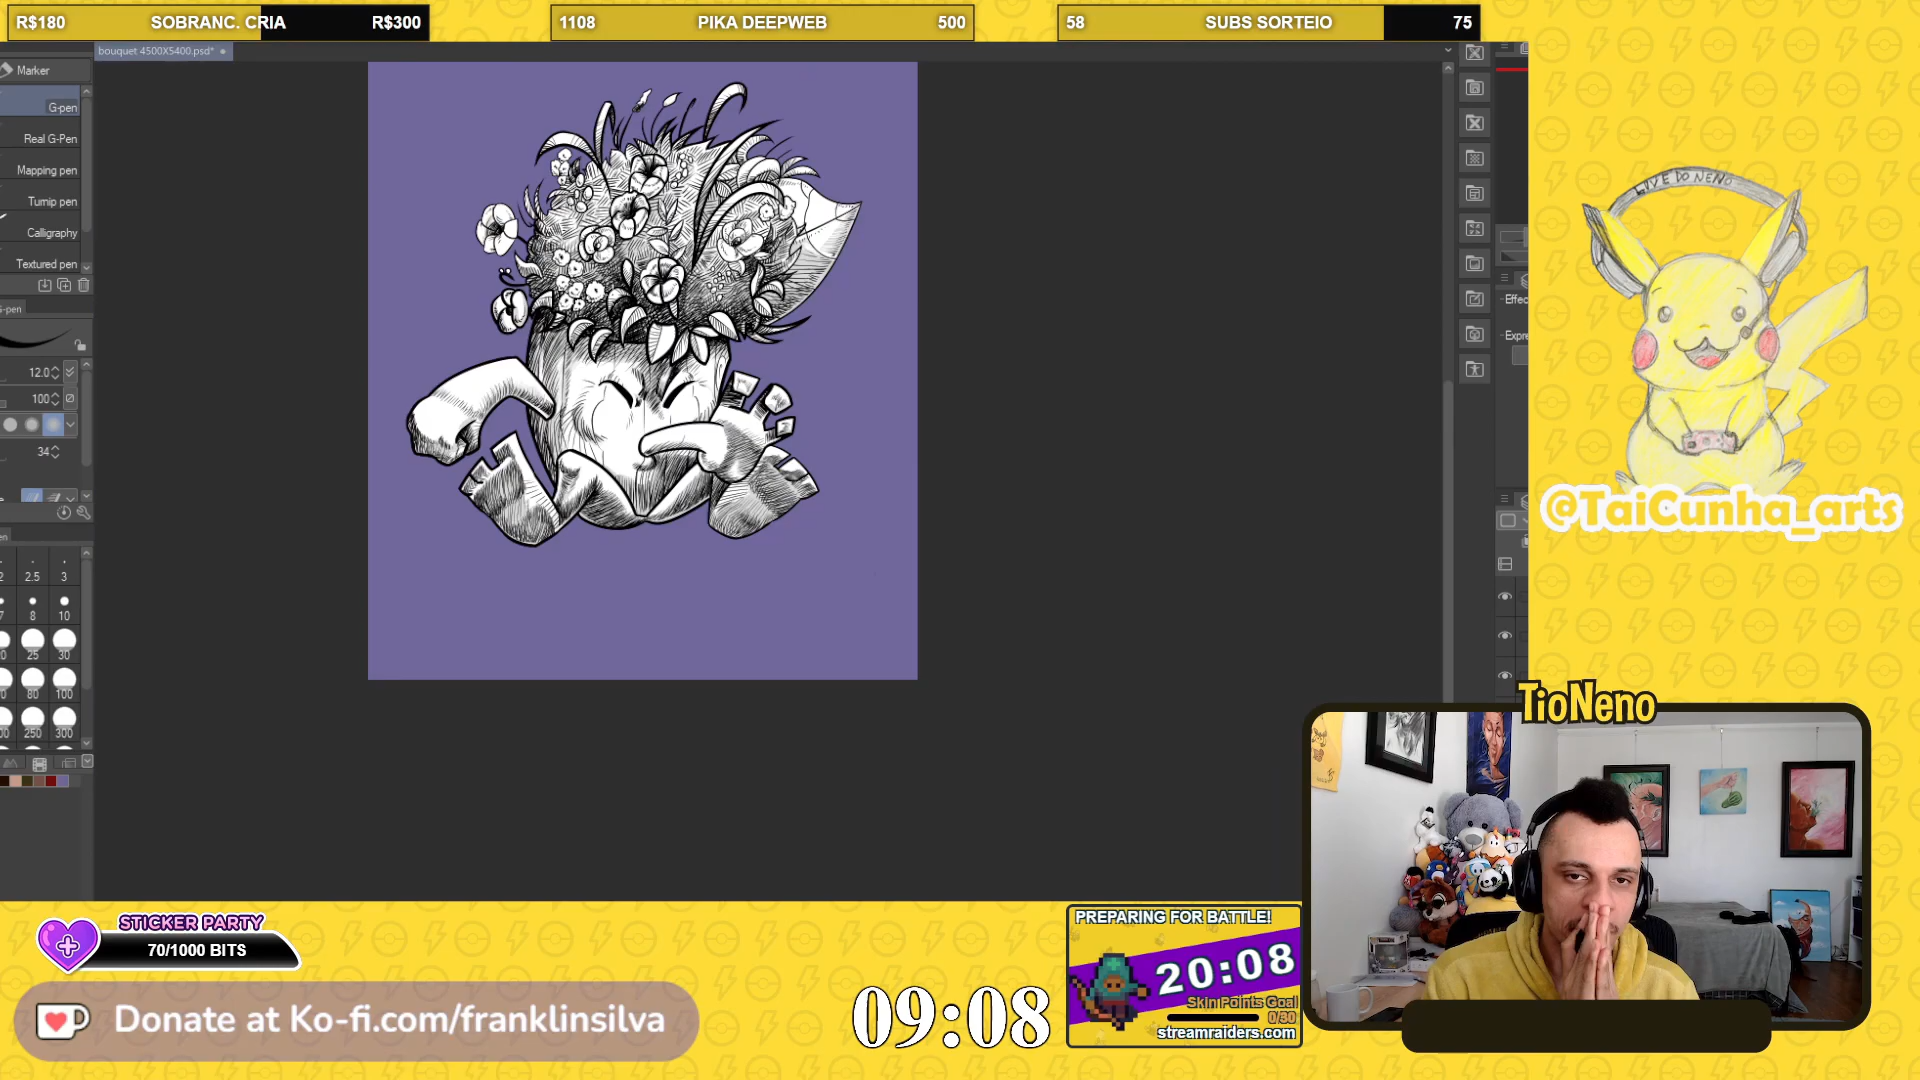 R$180 SOBRANC. CRIA R$300
1108 PIKA DEEPWEB 500
58 SUBS SORTEIO 75
bouquet 4500X5400.psd*
Marker
G-pen
Real G-Pen
Mapping pen
Turnip pen
Calligraphy
Textured pen
G-pen
12.0
100
34
2.5 3
8 10
25 30
80 100
250 300
LIVE DO NENO
@TaiCunha_arts
TioNeno
STICKER PARTY
70/1000 BITS
Donate at Ko-fi.com/franklinsilva
09:08
PREPARING FOR BATTLE!
20:08
Skin Points Goal
0/30
streamraiders.com